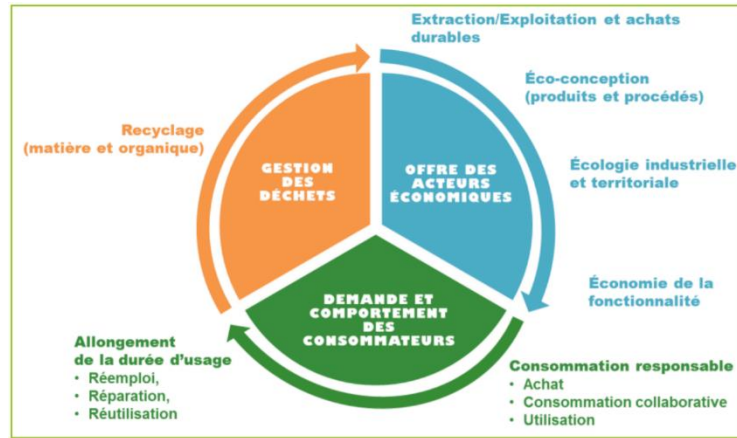 Extraction/Exploitation et achats
durables
Éco-conception
(produits et procédés)
Écologie industrielle
et territoriale
Économie de la
fonctionnalité
Recyclage
(matière et organique)
GESTION
DES
DÉCHETS
OFFRE DES
ACTEURS
ÉCONOMIQUES
DEMANDE ET
COMPORTEMENT
DES
CONSOMMATEURS
Allongement
de la durée d'usage
• Réemploi,
• Réparation,
• Réutilisation
Consommation responsable
• Achat
• Consommation collaborative
• Utilisation